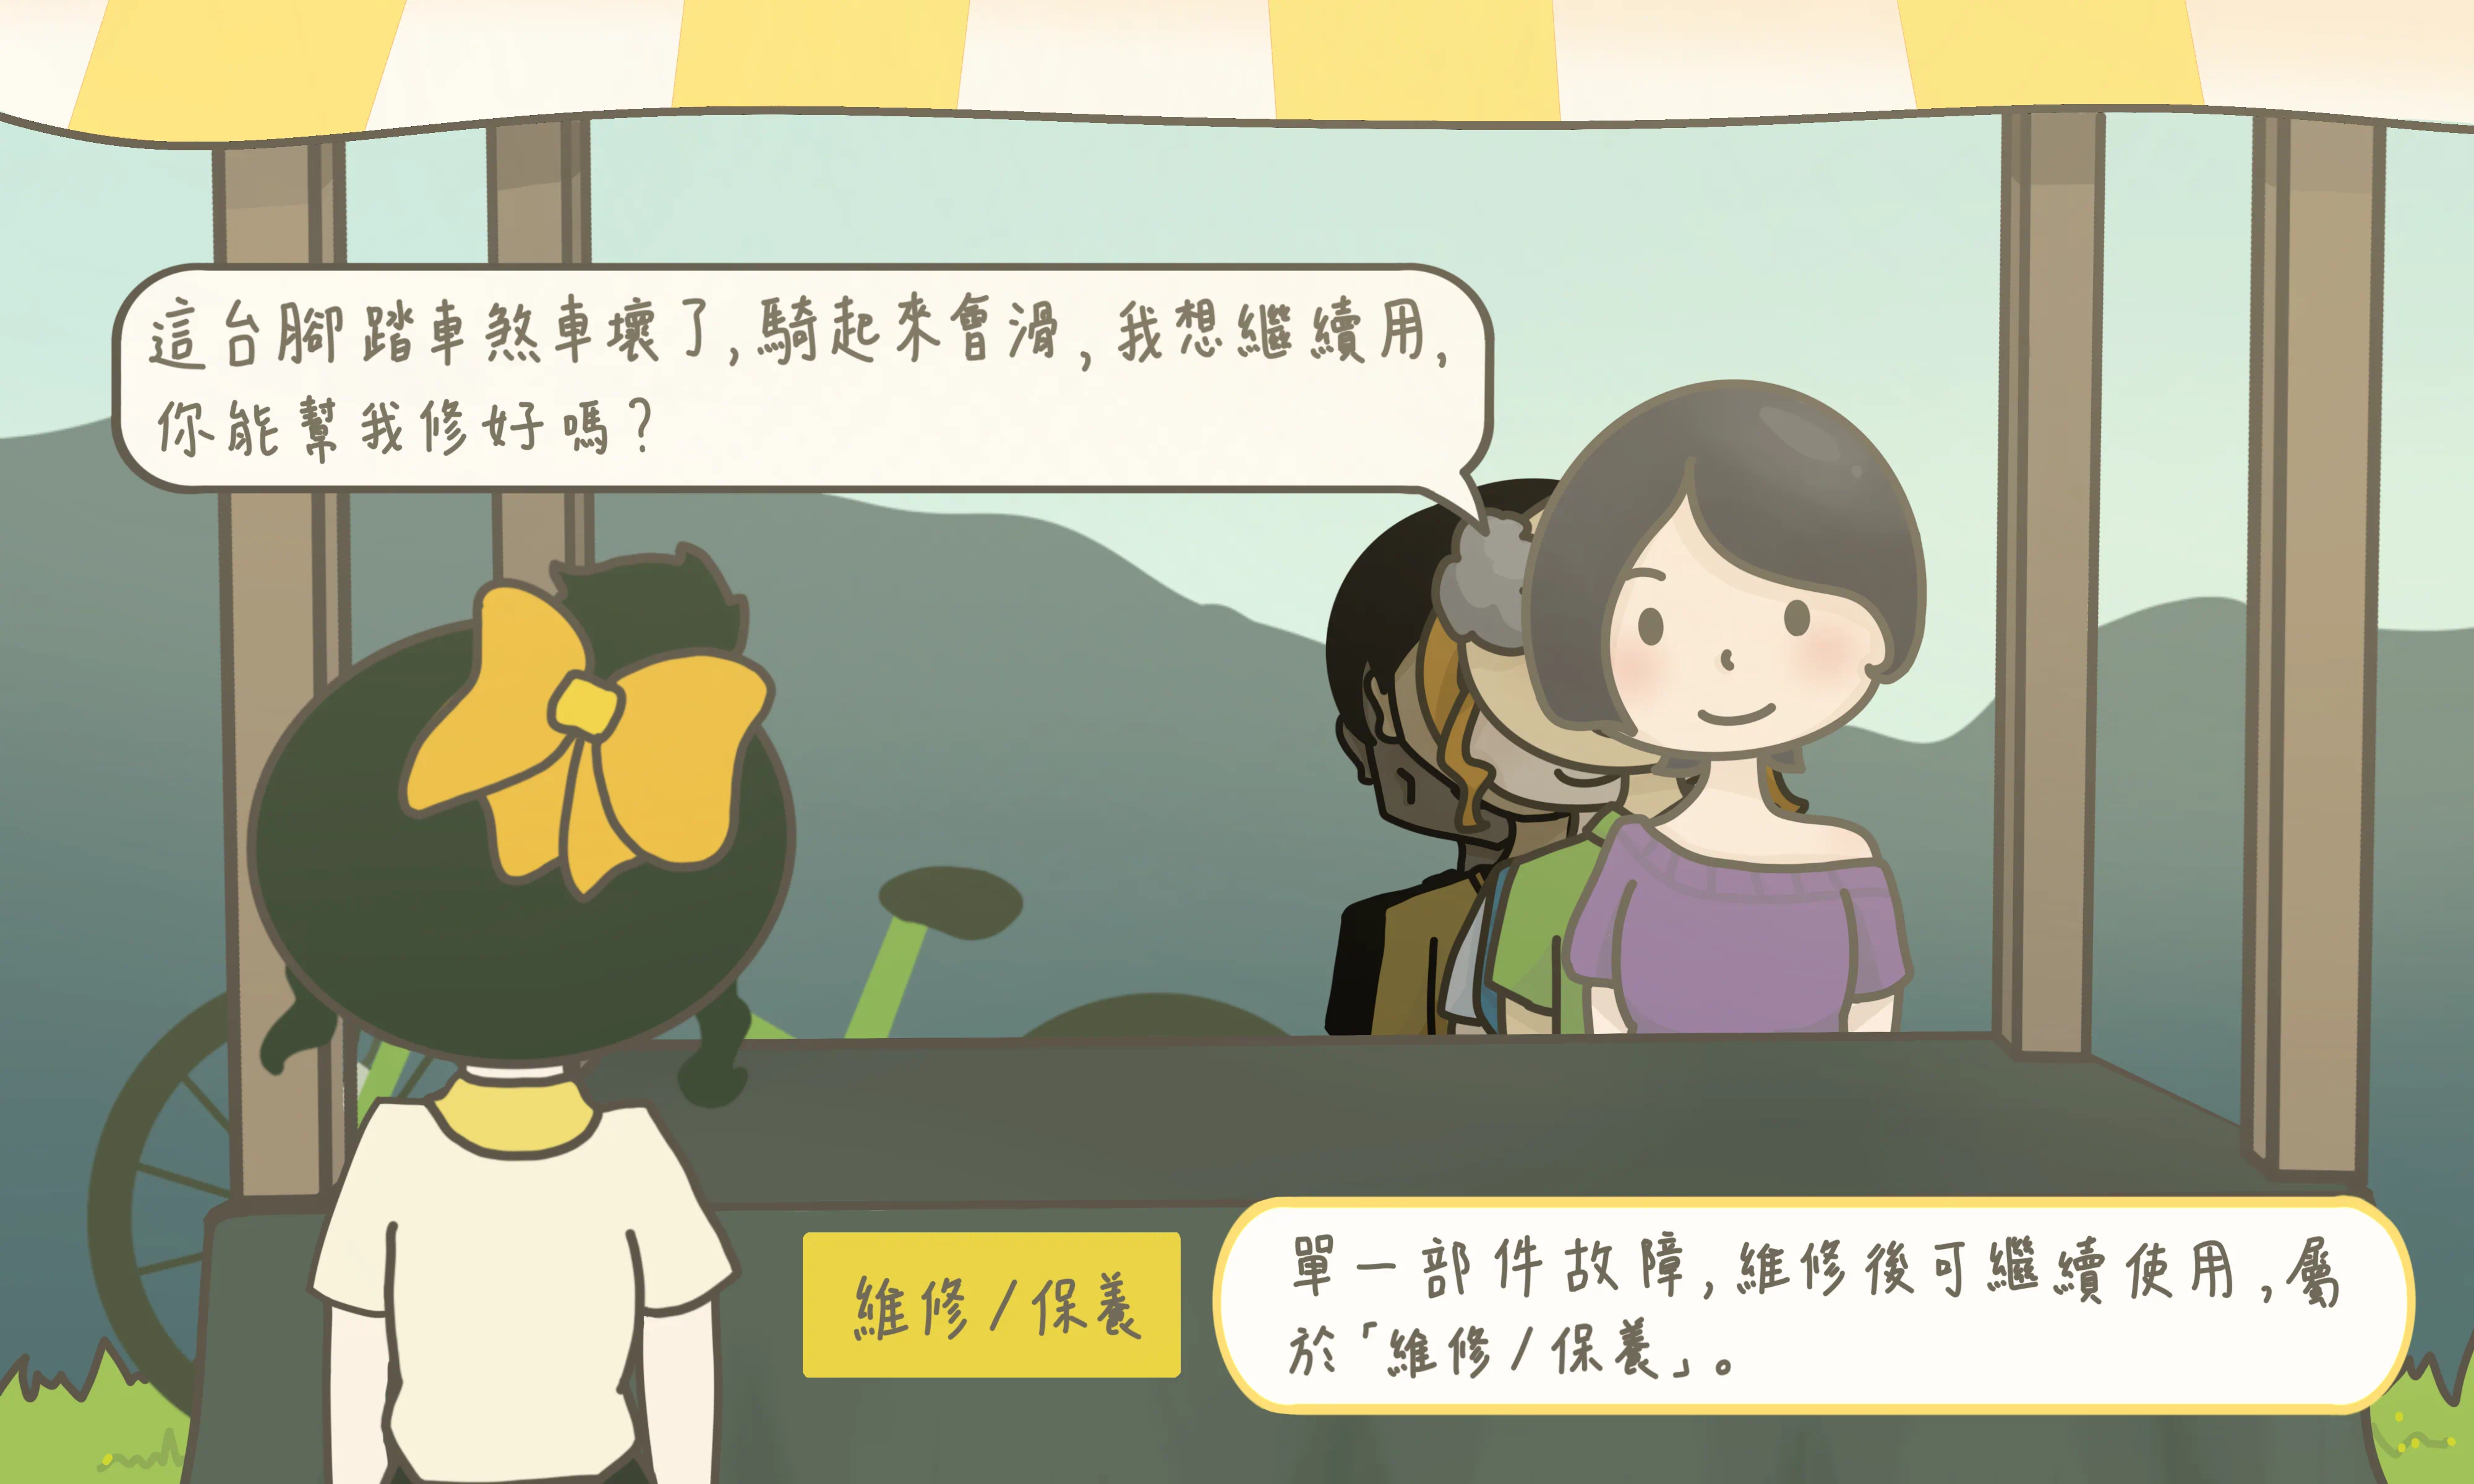 這台腳踏車煞車壞了,騎起來會滑,我想繼續用,
你能幫我修好嗎?
維修/保養
單一部件故障,維修後可繼續使用,屬
於「維修/保養」。